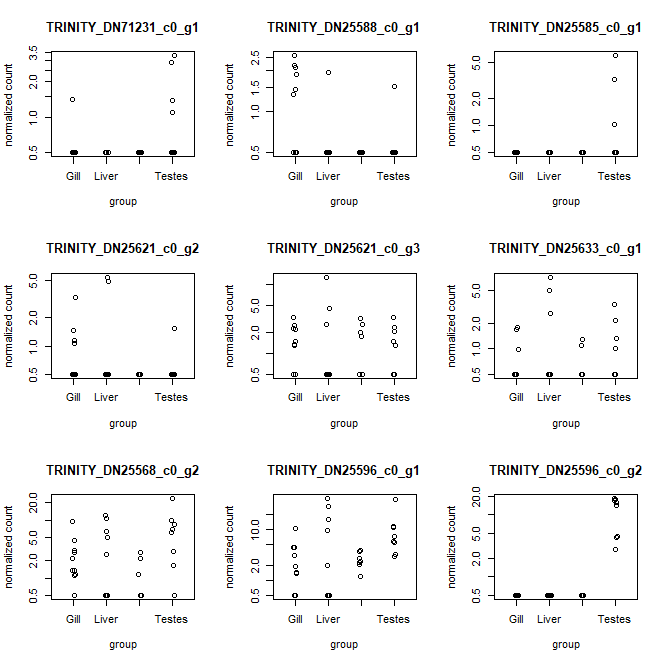 TRINITY_DN71231_c0_g1
normalized count
0.5 1.0 2.0 3.5
Gill Liver Testes
group
TRINITY_DN25588_c0_g1
normalized count
0.5 1.0 1.5 2.5
Gill Liver Testes
group
TRINITY_DN25585_c0_g1
normalized count
0.5 1.0 2.0 5.0
Gill Liver Testes
group
TRINITY_DN25621_c0_g2
normalized count
0.5 1.0 2.0 5.0
Gill Liver Testes
group
TRINITY_DN25621_c0_g3
normalized count
0.5 2.0 5.0
Gill Liver Testes
group
TRINITY_DN25633_c0_g1
normalized count
0.5 1.0 2.0 5.0
Gill Liver Testes
group
TRINITY_DN25568_c0_g2
normalized count
0.5 2.0 5.0 20.0
Gill Liver Testes
group
TRINITY_DN25596_c0_g1
normalized count
0.5 2.0 10.0
Gill Liver Testes
group
TRINITY_DN25596_c0_g2
normalized count
0.5 2.0 5.0 20.0
Gill Liver Testes
group